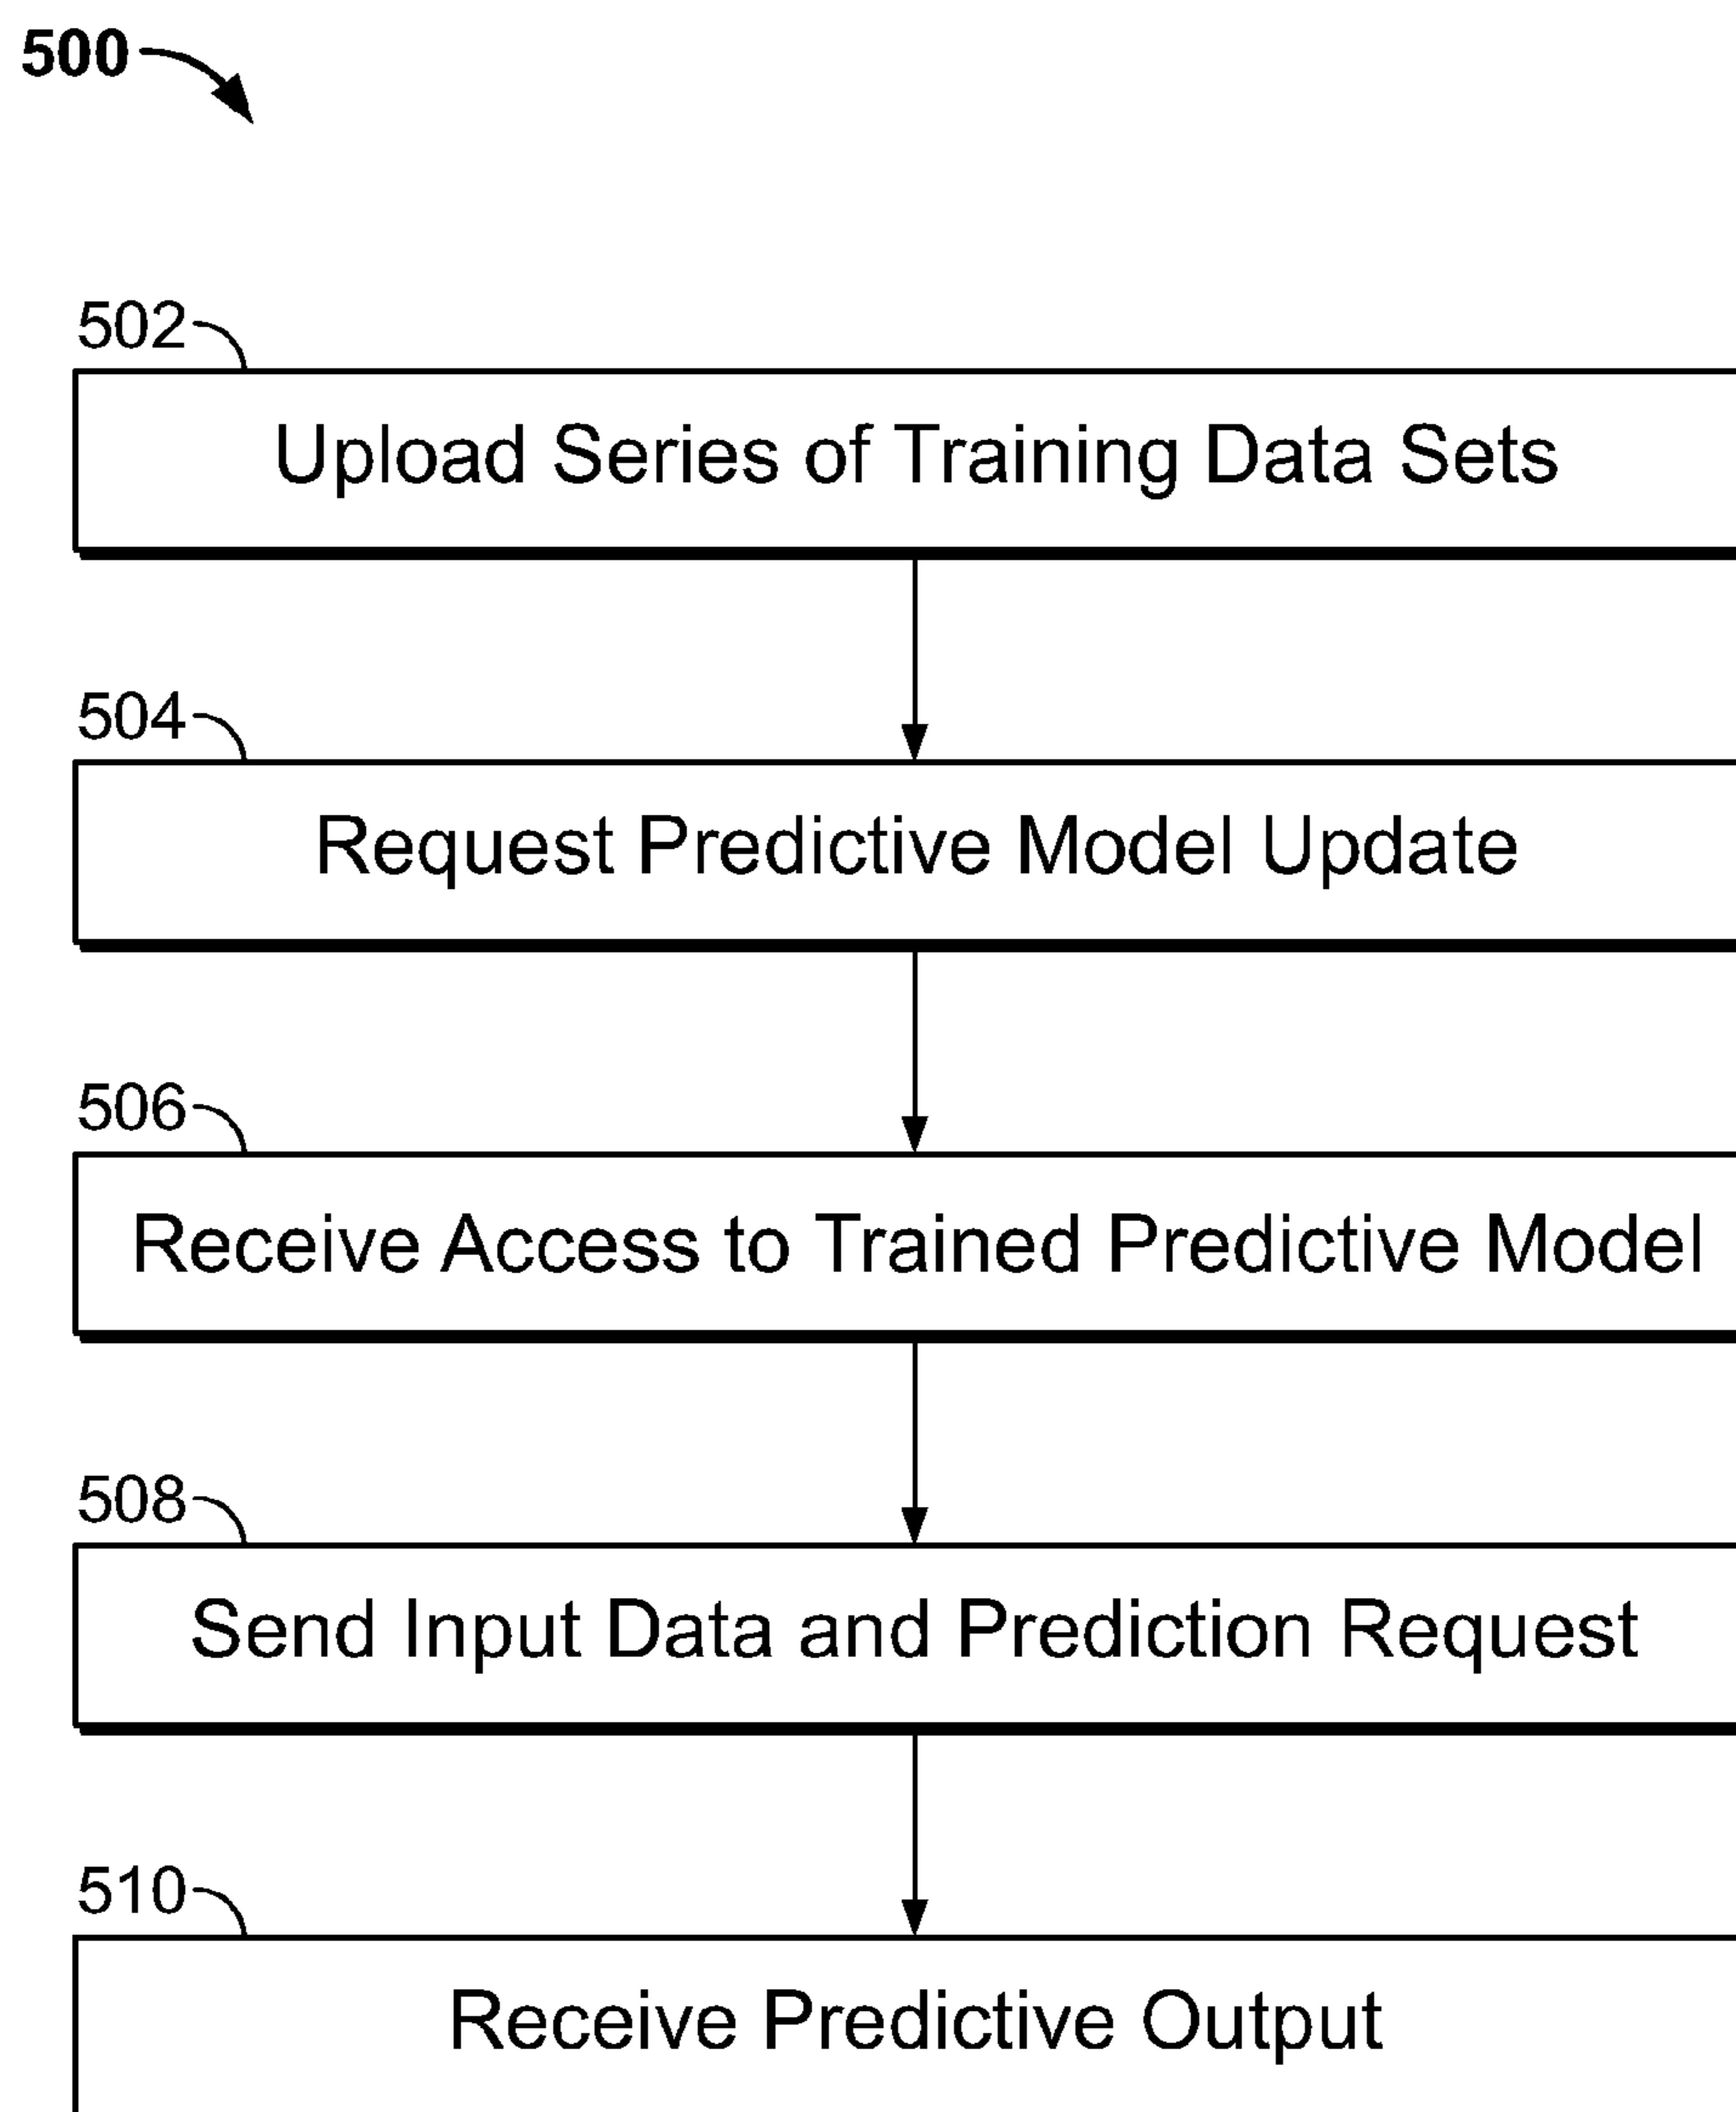 500
502
Upload Series of Training Data Sets
504
Request Predictive Model Update
506
Receive Access to Trained Predictive Model
508
Send Input Data and Prediction Request
510
Receive Predictive Output